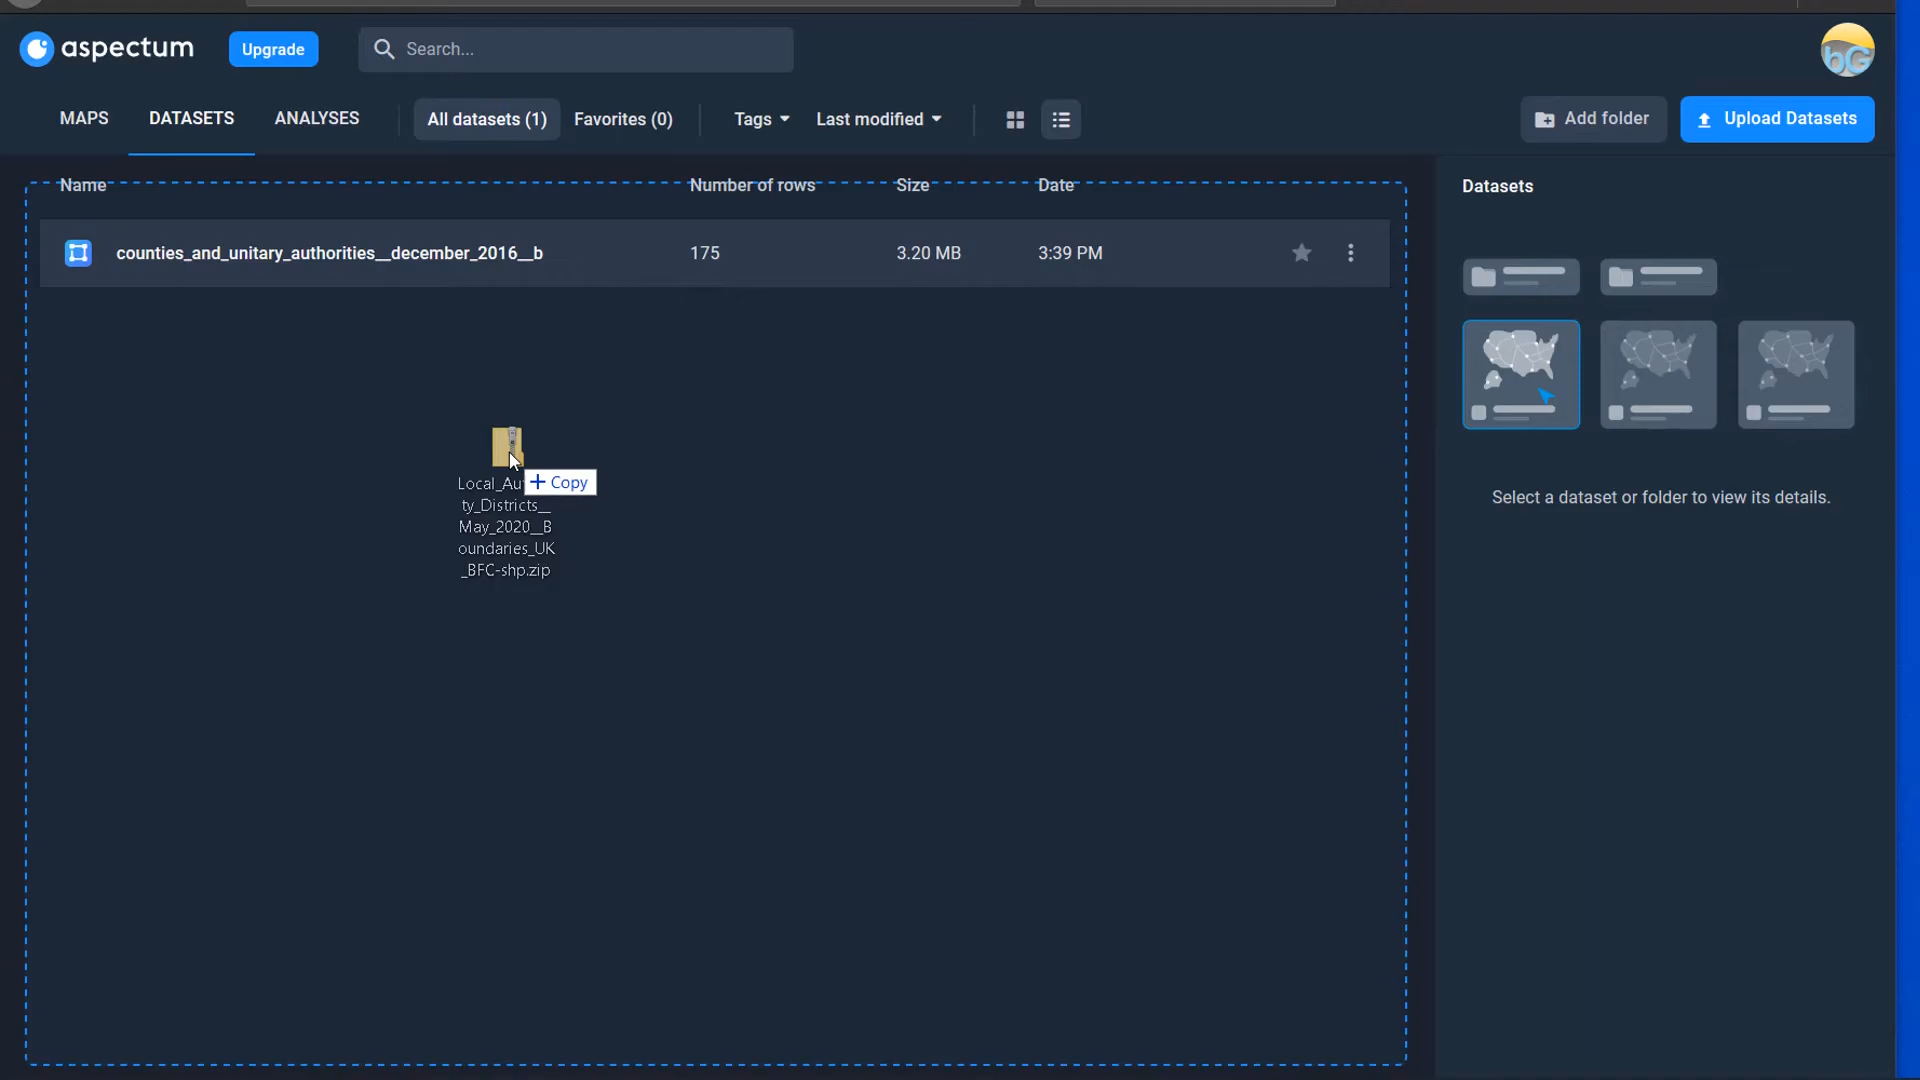 aspectum
Upgrade
Search...
bG
MAPS
DATASETS
ANALYSES
All datasets (1)
Favorites (0)
Tags
Last modified
Add folder
Upload Datasets
Name
Number of rows
Size
Date
Datasets
counties_and_unitary_authorities__december_2016__b
175
3.20 MB
3:39 PM
Local_Au
+ Copy
ty_Districts__
May_2020__B
oundaries_UK
_BFC-shp.zip
Select a dataset or folder to view its details.